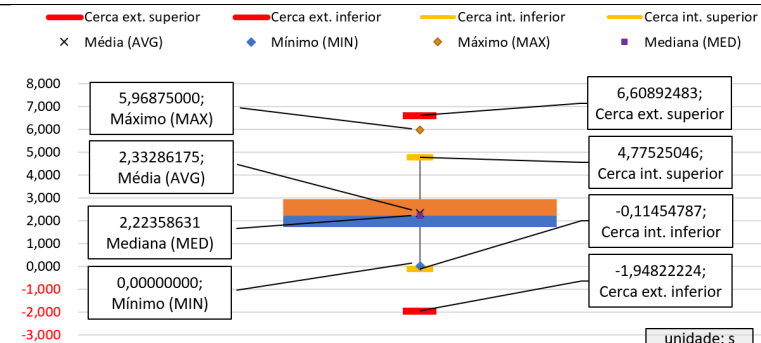 Cerca ext. superior
Cerca ext. inferior
Cerca int. inferior
Cerca int. superior
Média (AVG)
Mínimo (MIN)
Máximo (MAX)
Mediana (MED)
8,000
7,000
6,000
5,000
4,000
3,000
2,000
1,000
0,000
-1,000
-2,000
-3,000
5,96875000;
Máximo (MAX)
2,33286175;
Média (AVG)
2,22358631
Mediana (MED)
0,00000000;
Mínimo (MIN)
6,60892483;
Cerca ext. superior
4,77525046;
Cerca int. superior
-0,11454787;
Cerca int. inferior
-1,94822224;
Cerca ext. inferior
unidade: s